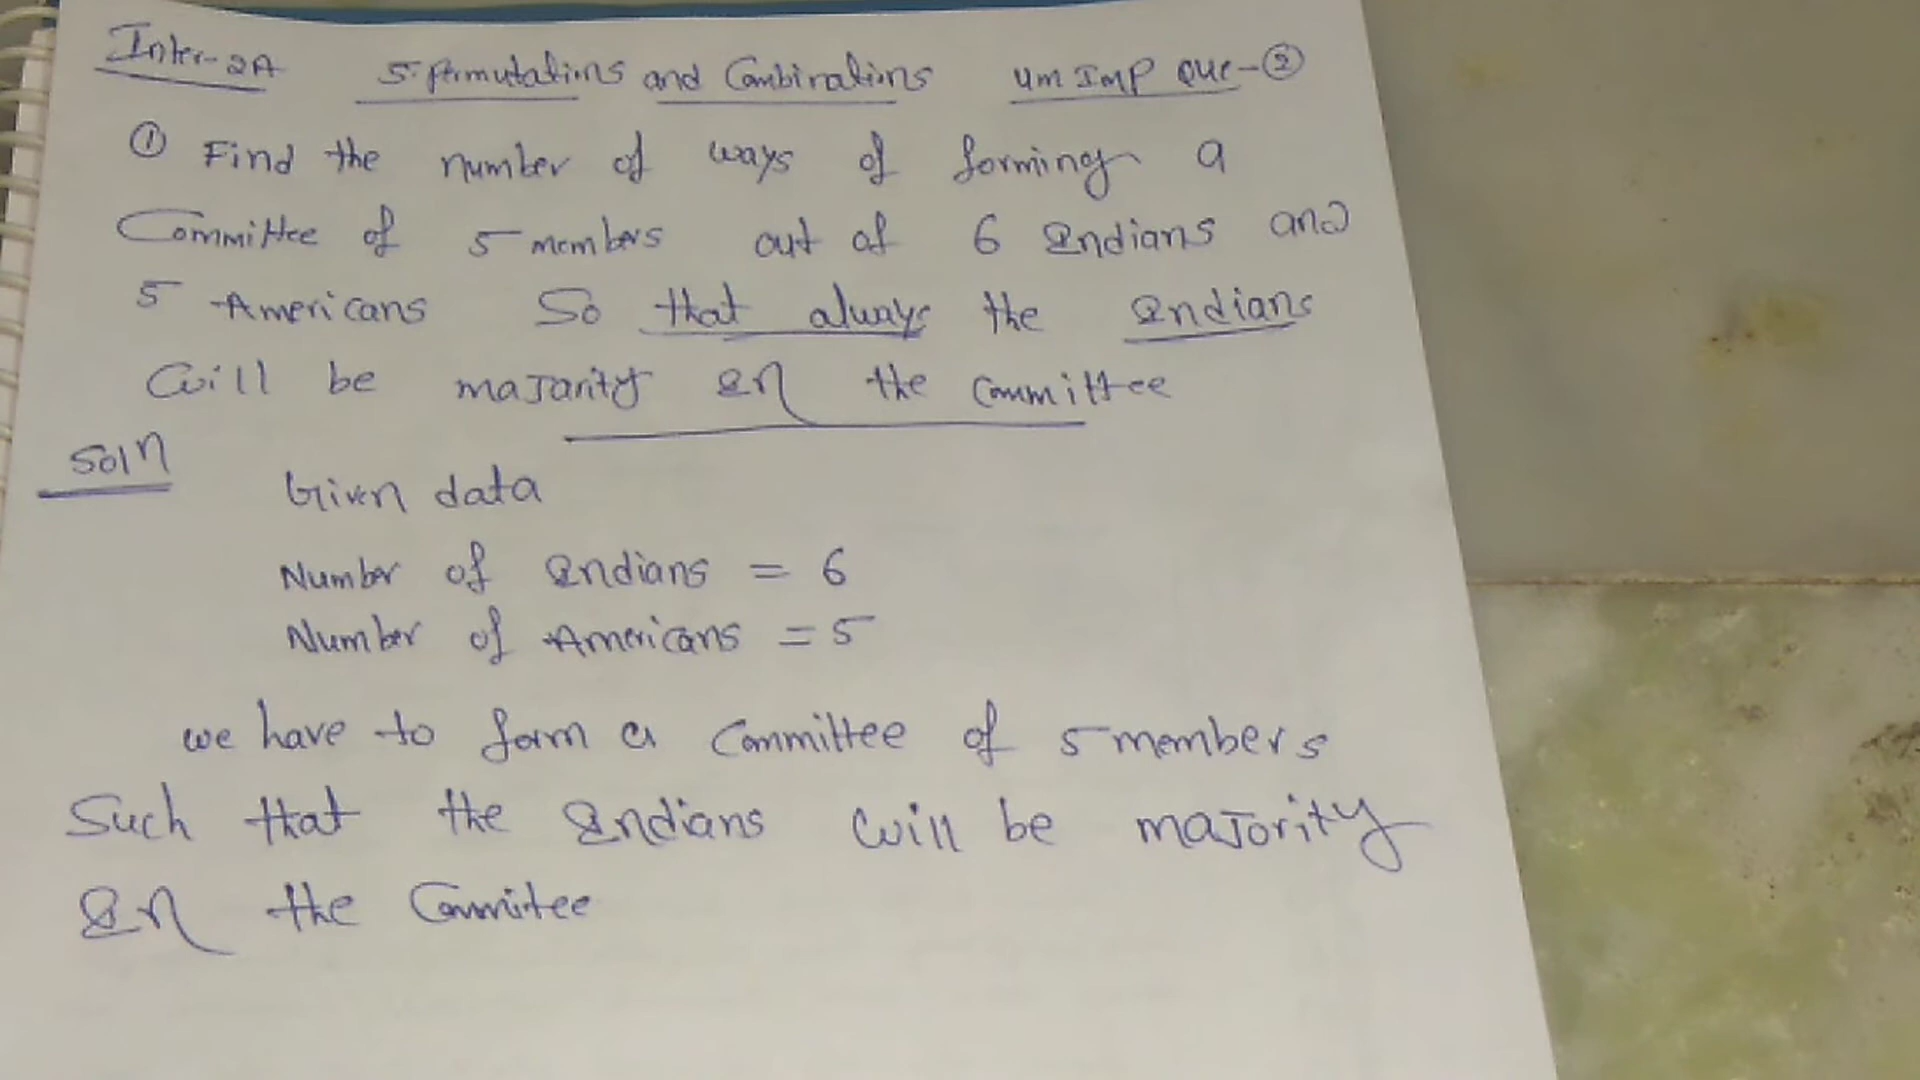 Inter-2A 5. Permutations and Combinations 4m Imp Que-②
① Find the number of ways of forming a
Committee of 5 members out of 6 Indians and
5 Americans So that always the Indians
will be majarity In the Committee
Soln
Given data
Number of Indians = 6
Number of Americans = 5
we have to form a Committee of 5 members
Such that the Indians will be majority
In the Commitee